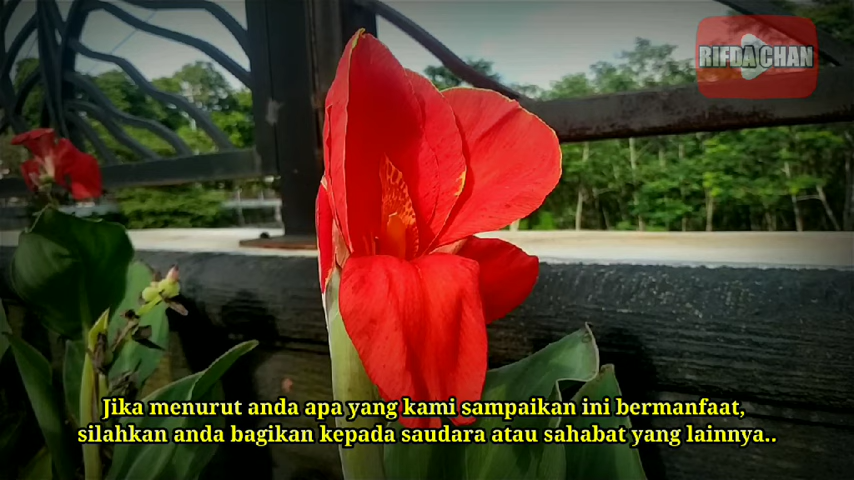 RIFDA CHAN
Jika menurut anda apa yang kami sampaikan ini bermanfaat,
silahkan anda bagikan kepada saudara atau sahabat yang lainnya..